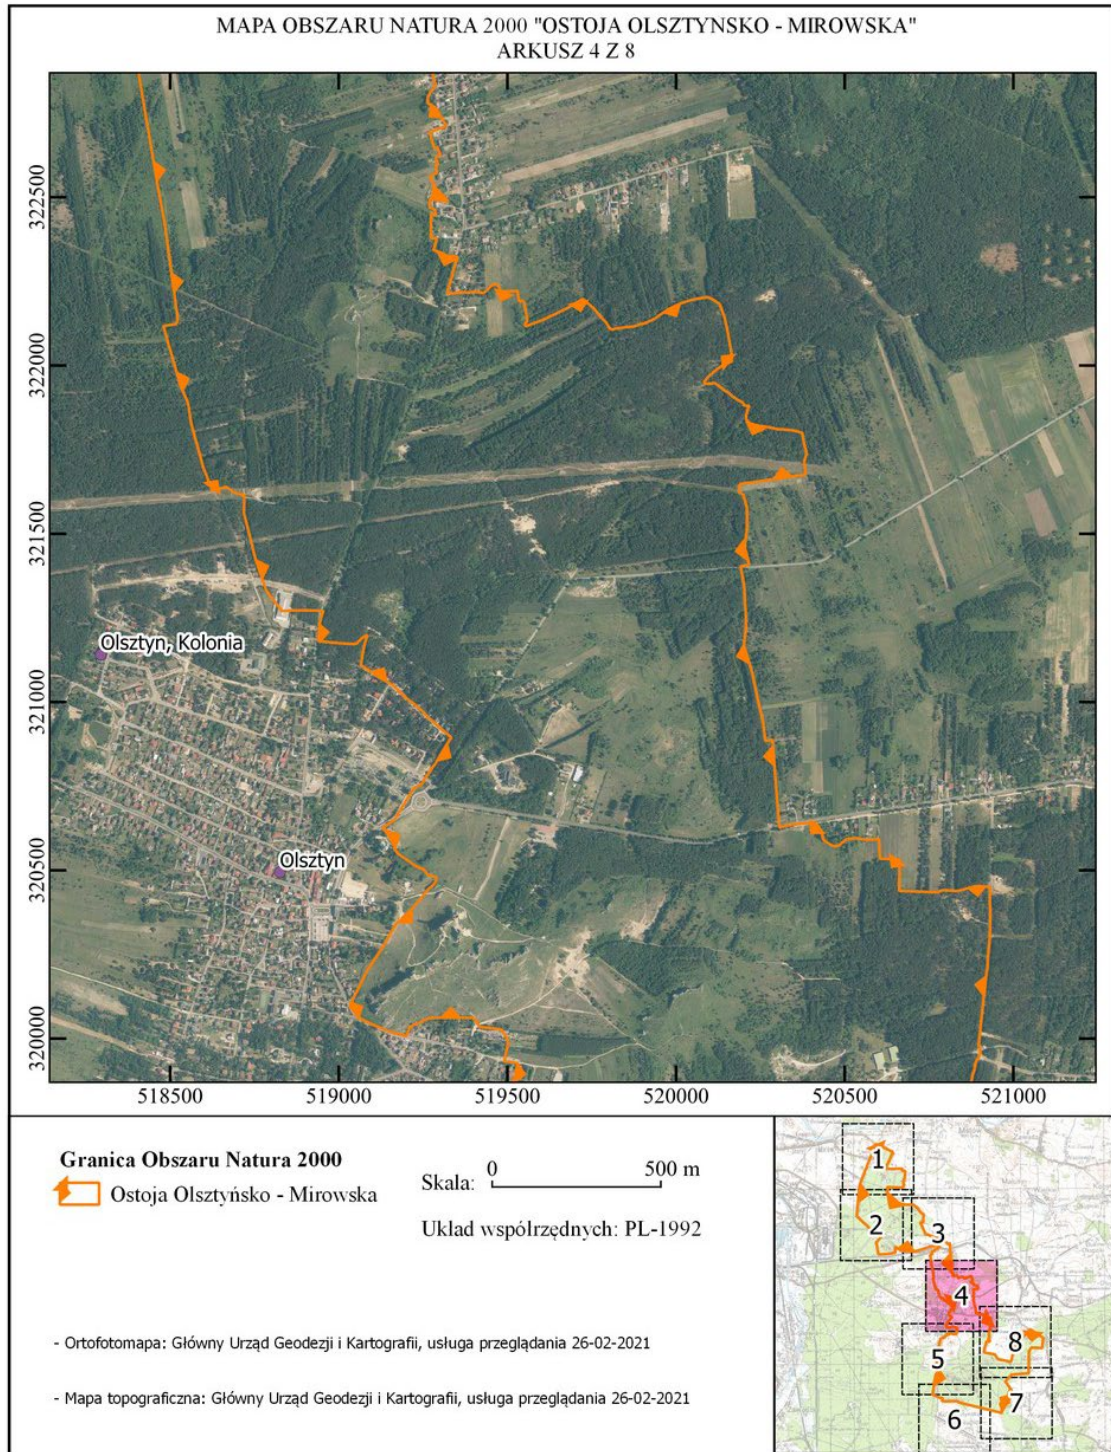 MAPA OBSZARU NATURA 2000 "OSTOJA OLSZTYŃSKO - MIROWSKA"
ARKUSZ 4 Z 8
322500
322000
321500
321000
320500
320000
Olsztyn, Kolonia
Olsztyn
518500 519000 519500 520000 520500 521000
Granica Obszaru Natura 2000
Ostoja Olsztyńsko - Mirowska
Skala: 0 500 m
Układ współrzędnych: PL-1992
- Ortofotomapa: Główny Urząd Geodezji i Kartografii, usługa przeglądania 26-02-2021
- Mapa topograficzna: Główny Urząd Geodezji i Kartografii, usługa przeglądania 26-02-2021
1
2
3
4
5
8
6
7